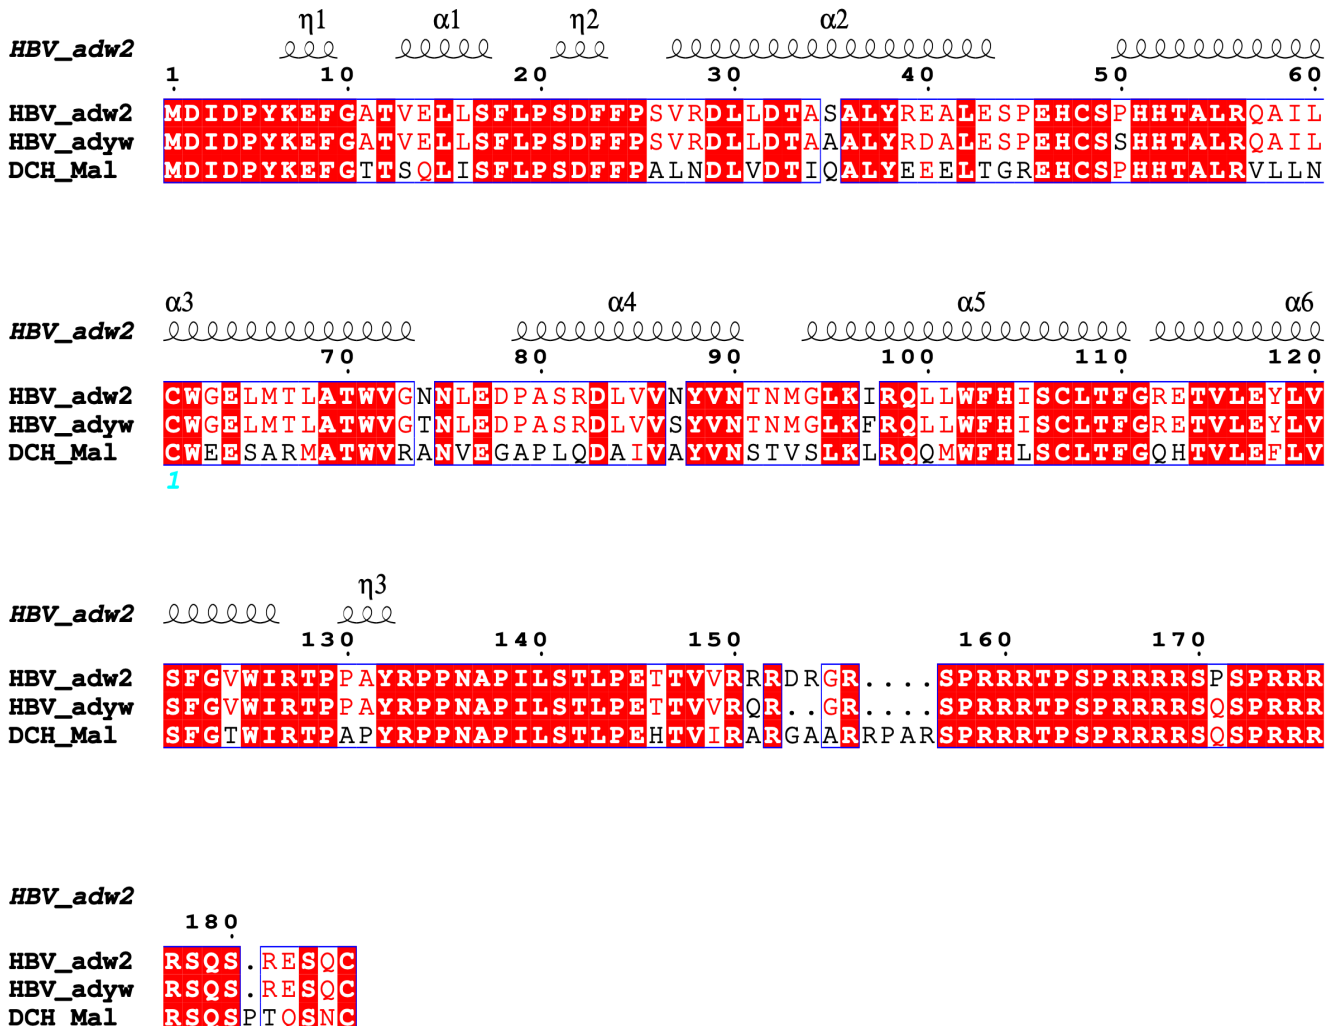 η1 α1 η2 α2
HBV_adw2
1 10 20 30 40 50 60
HBV_adw2 MDIDPYKEFGATVELLSFLPSDFFPSVRDLLDTASALYREALESPEHCSPHHTALRQAIL
HBV_adyw MDIDPYKEFGATVELLSFLPSDFFPSVRDLLDTAAALYRDALESPEHCSSHHTALRQAIL
DCH_Mal MDIDPYKEFGTTSQLISFLPSDFFPALNDLVDTIQALYEEELTGREHCSPHHTALRVLLN
α3 α4 α5 α6
HBV_adw2
70 80 90 100 110 120
HBV_adw2 CWGELMTLATWVGNNLEDPASRDLVVNYVNTNMGLKIRQLLWFHISCLTFGRETVLEYLV
HBV_adyw CWGELMTLATWVGTNLEDPASRDLVVSYVNTNMGLKFRQLLWFHISCLTFGRETVLEYLV
DCH_Mal CWEESARMATWVRANVEGAPLQDAIVAYVNSTVSLKLRQQMWFHLSCLTFGQHTVLEFLV
1
η3
HBV_adw2
130 140 150 160 170
HBV_adw2 SFGVWIRTPPAYRPPNAPILSTLPETTVVRRRDRGR....SPRRRTPSPRRRRSPSPRRR
HBV_adyw SFGVWIRTPPAYRPPNAPILSTLPETTVVRQR..GR....SPRRRTPSPRRRRSQSPRRR
DCH_Mal SFGTWIRTPAPYRPPNAPILSTLPEHTVIRARGAARRPARSPRRRTPSPRRRRSQSPRRR
HBV_adw2
180
HBV_adw2 RSQS.RESQC
HBV_adyw RSQS.RESQC
DCH_Mal RSQSPTQSNC